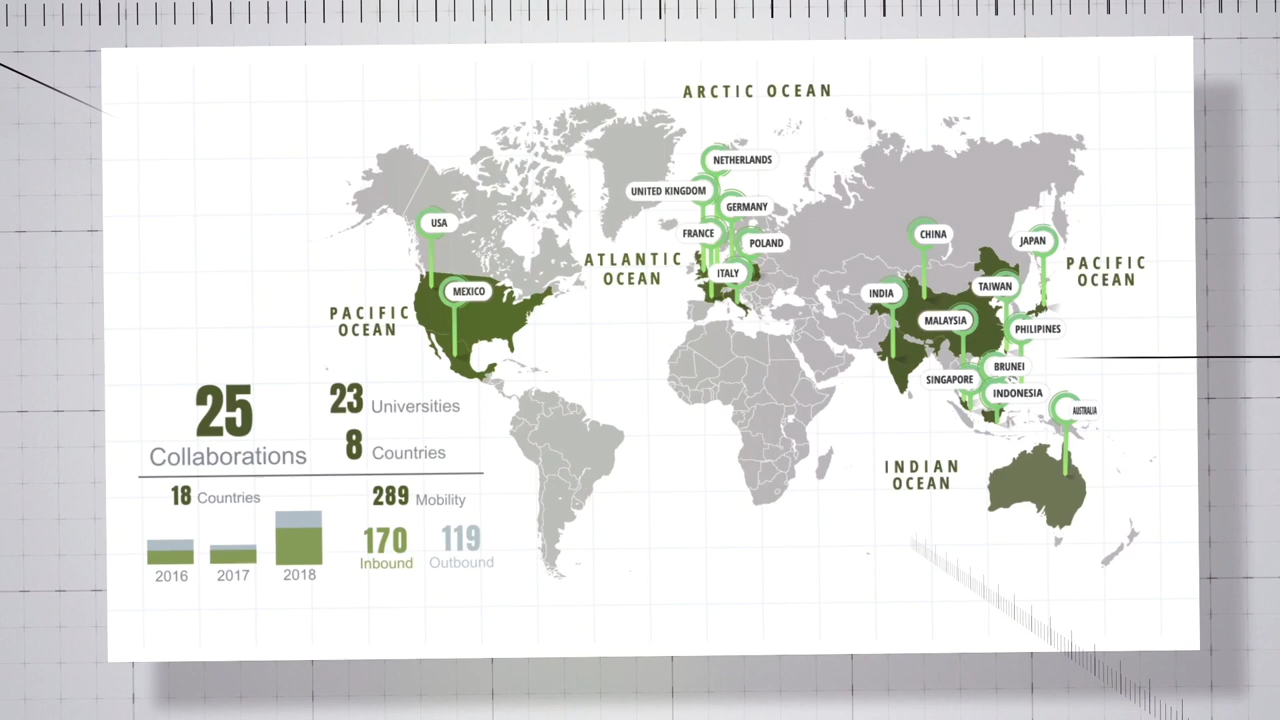 ARCTIC OCEAN
NETHERLANDS
UNITED KINGDOM
GERMANY
USA
FRANCE
POLAND
CHINA
JAPAN
ATLANTIC
OCEAN
ITALY
PACIFIC
OCEAN
MEXICO
INDIA
TAIWAN
PACIFIC
OCEAN
MALAYSIA
PHILIPINES
BRUNEI
SINGAPORE
INDONESIA
AUSTRALIA
INDIAN
OCEAN
25
Collaborations
23 Universities
8 Countries
18 Countries
289 Mobility
170
Inbound
119
Outbound
2016
2017
2018